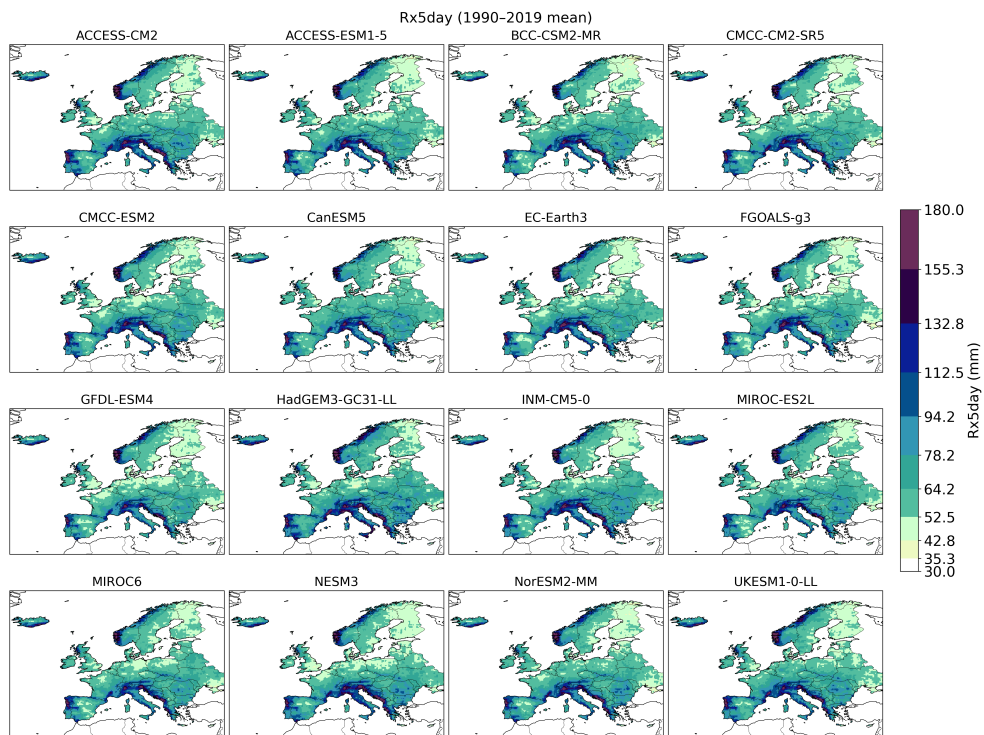 Rx5day (1990–2019 mean)
ACCESS-CM2 ACCESS-ESM1-5 BCC-CSM2-MR CMCC-CM2-SR5
CMCC-ESM2 CanESM5 EC-Earth3 FGOALS-g3
GFDL-ESM4 HadGEM3-GC31-LL INM-CM5-0 MIROC-ES2L
MIROC6 NESM3 NorESM2-MM UKESM1-0-LL
180.0
155.3
132.8
112.5
94.2
78.2
64.2
52.5
42.8
35.3
30.0
Rx5day (mm)